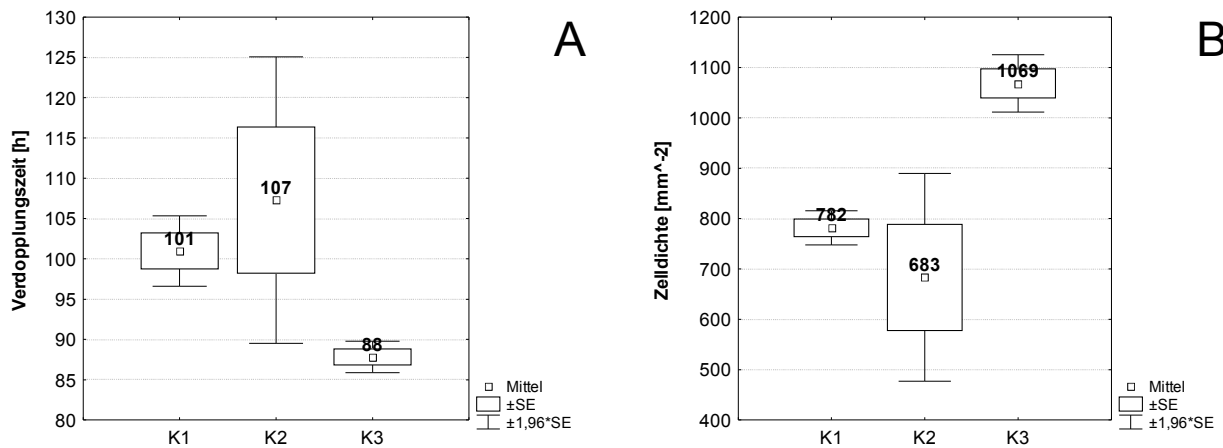 A
Verdopplungszeit [h]
130
125
120
115
110
105
100
95
90
85
80
101
107
88
K1 K2 K3
Mittel
±SE
±1,96*SE
B
Zelldichte [mm^-2]
1200
1100
1000
900
800
700
600
500
400
782
683
1069
K1 K2 K3
Mittel
±SE
±1,96*SE